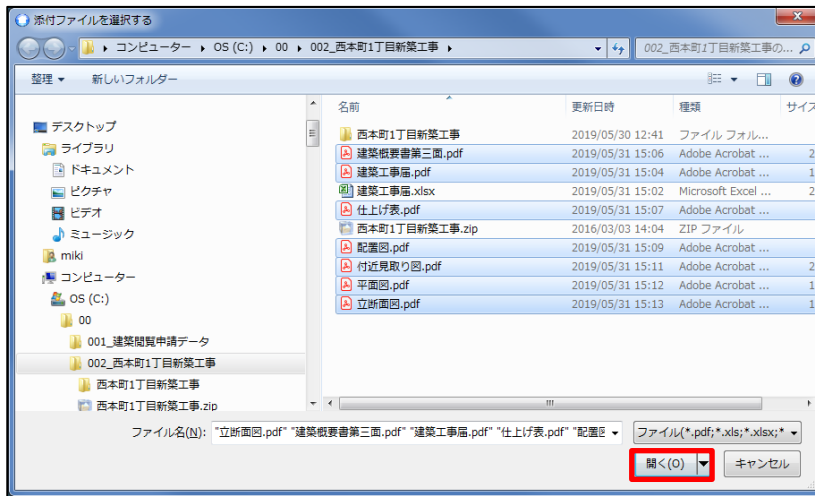 添付ファイルを選択する
コンピューター ▸ OS (C:) ▸ 00 ▸ 002_西本町1丁目新築工事 ▸
002_西本町1丁目新築工事の...
整理 ▼ 新しいフォルダー
デスクトップ
ライブラリ
ドキュメント
ピクチャ
ビデオ
ミュージック
miki
コンピューター
OS (C:)
00
001_建築閲覧申請データ
002_西本町1丁目新築工事
西本町1丁目新築工事
西本町1丁目新築工事.zip
名前 更新日時 種類 サイズ
西本町1丁目新築工事 2019/05/30 12:41 ファイル フォル...
建築概要書第三面.pdf 2019/05/31 15:06 Adobe Acrobat ... 2
建築工事届.pdf 2019/05/31 15:04 Adobe Acrobat ... 1
建築工事届.xlsx 2019/05/31 15:02 Microsoft Excel ... 2
仕上げ表.pdf 2019/05/31 15:07 Adobe Acrobat ...
西本町1丁目新築工事.zip 2016/03/03 14:04 ZIP ファイル
配置図.pdf 2019/05/31 15:09 Adobe Acrobat ...
付近見取り図.pdf 2019/05/31 15:11 Adobe Acrobat ... 2
平面図.pdf 2019/05/31 15:12 Adobe Acrobat ... 1
立断面図.pdf 2019/05/31 15:13 Adobe Acrobat ... 1
ファイル名(N): "立断面図.pdf" "建築概要書第三面.pdf" "建築工事届.pdf" "仕上げ表.pdf" "配置図
ファイル(*.pdf;*.xls;*.xlsx;*
開く(O) キャンセル